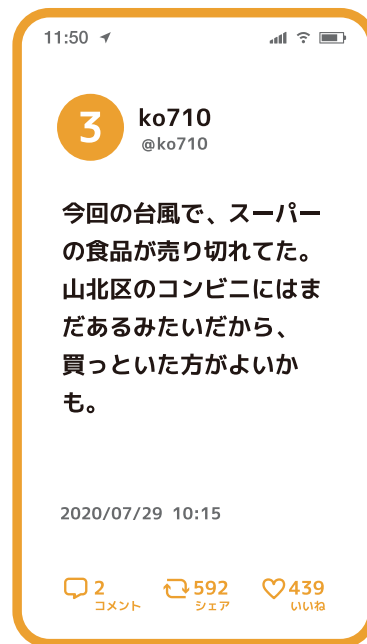 11:50
3
ko710
@ko710
今回の台風で、スーパー
の食品が売り切れてた。
山北区のコンビニにはま
だあるみたいだから、
買っといた方がよいか
も。
2020/07/29 10:15
2 592 439
コメント シェア いいね